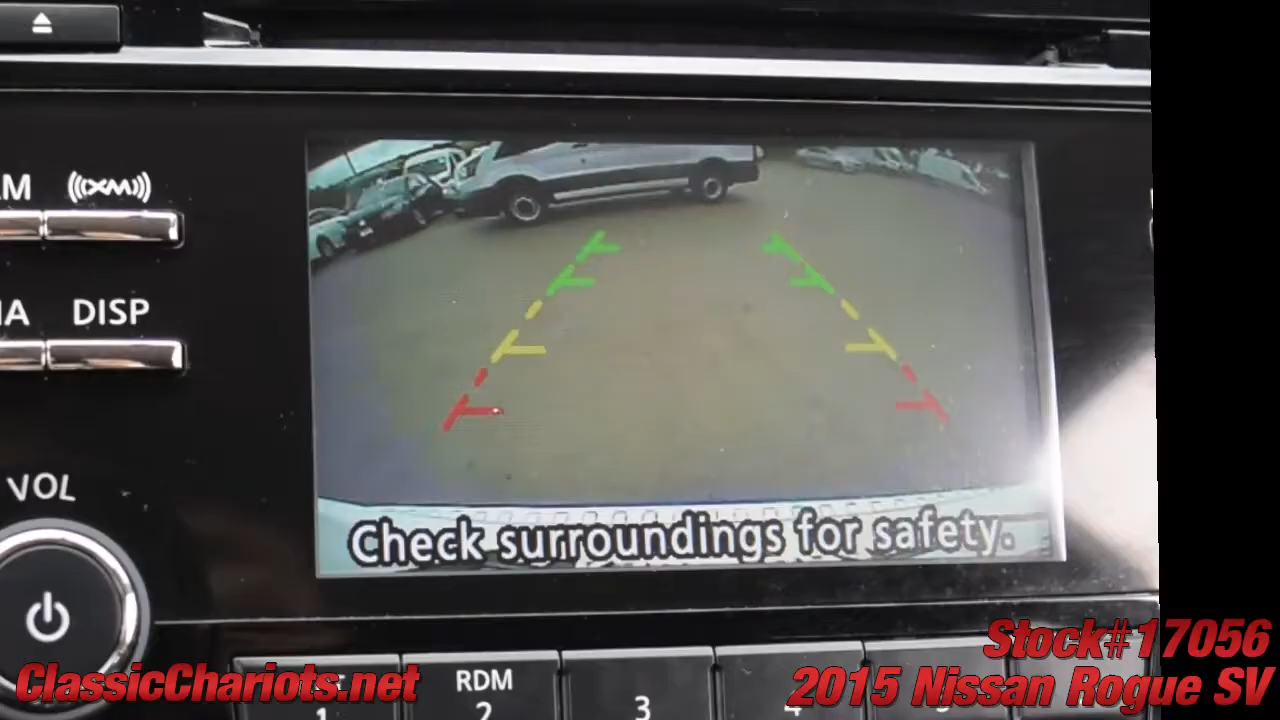 XM
DISP
VOL
Check surroundings for safety.
RDM
1
2
3
4
Stock#17056
ClassicChariots.net
2015 Nissan Rogue SV